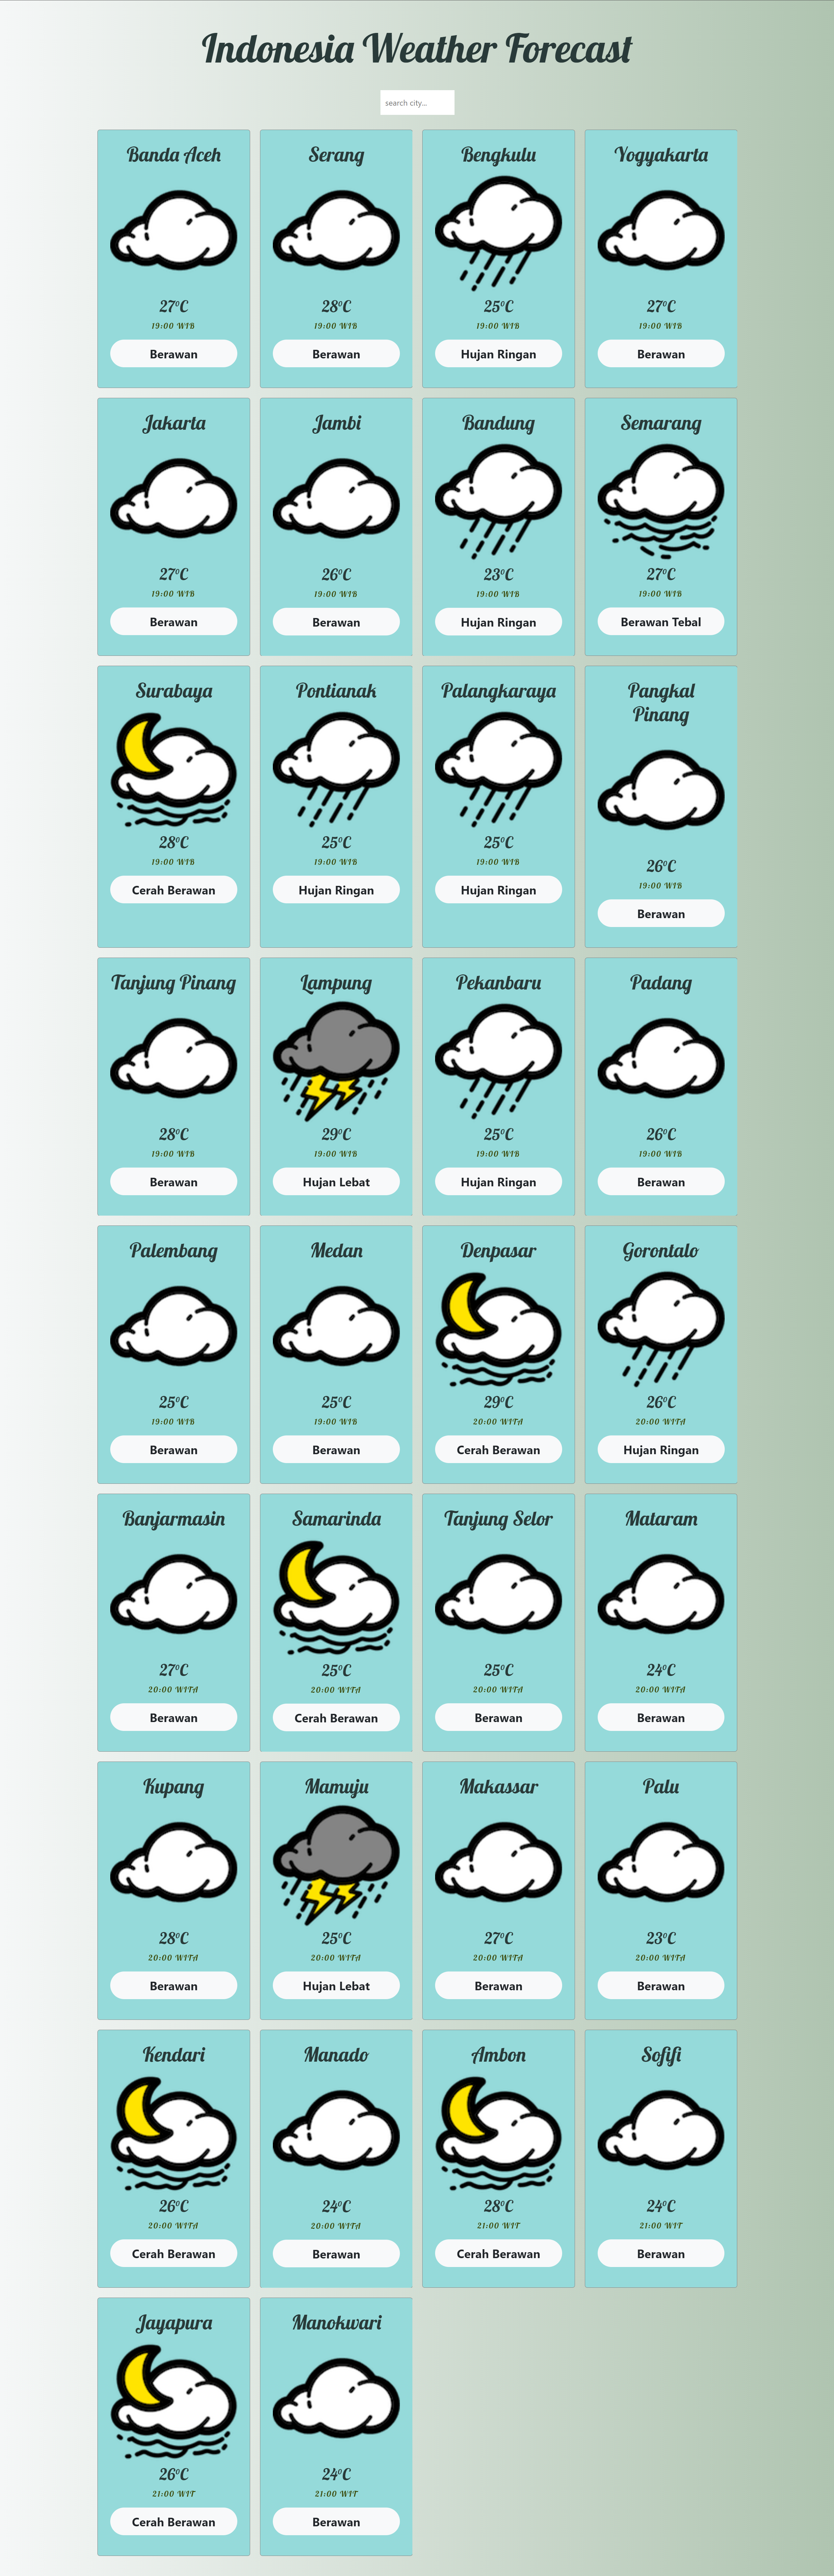 Indonesia Weather Forecast
search city...
Banda Aceh
27°C
19:00 WIB
Berawan
Serang
28°C
19:00 WIB
Berawan
Bengkulu
25°C
19:00 WIB
Hujan Ringan
Yogyakarta
27°C
19:00 WIB
Berawan
Jakarta
27°C
19:00 WIB
Berawan
Jambi
26°C
19:00 WIB
Berawan
Bandung
23°C
19:00 WIB
Hujan Ringan
Semarang
27°C
19:00 WIB
Berawan Tebal
Surabaya
28°C
19:00 WIB
Cerah Berawan
Pontianak
25°C
19:00 WIB
Hujan Ringan
Palangkaraya
25°C
19:00 WIB
Hujan Ringan
Pangkal
Pinang
26°C
19:00 WIB
Berawan
Tanjung Pinang
28°C
19:00 WIB
Berawan
Lampung
29°C
19:00 WIB
Hujan Lebat
Pekanbaru
25°C
19:00 WIB
Hujan Ringan
Padang
26°C
19:00 WIB
Berawan
Palembang
25°C
19:00 WIB
Berawan
Medan
25°C
19:00 WIB
Berawan
Denpasar
29°C
20:00 WITA
Cerah Berawan
Gorontalo
26°C
20:00 WITA
Hujan Ringan
Banjarmasin
27°C
20:00 WITA
Berawan
Samarinda
25°C
20:00 WITA
Cerah Berawan
Tanjung Selor
25°C
20:00 WITA
Berawan
Mataram
24°C
20:00 WITA
Berawan
Kupang
28°C
20:00 WITA
Berawan
Mamuju
25°C
20:00 WITA
Hujan Lebat
Makassar
27°C
20:00 WITA
Berawan
Palu
23°C
20:00 WITA
Berawan
Kendari
26°C
20:00 WITA
Cerah Berawan
Manado
24°C
20:00 WITA
Berawan
Ambon
28°C
21:00 WIT
Cerah Berawan
Sofifi
24°C
21:00 WIT
Berawan
Jayapura
26°C
21:00 WIT
Cerah Berawan
Manokwari
24°C
21:00 WIT
Berawan